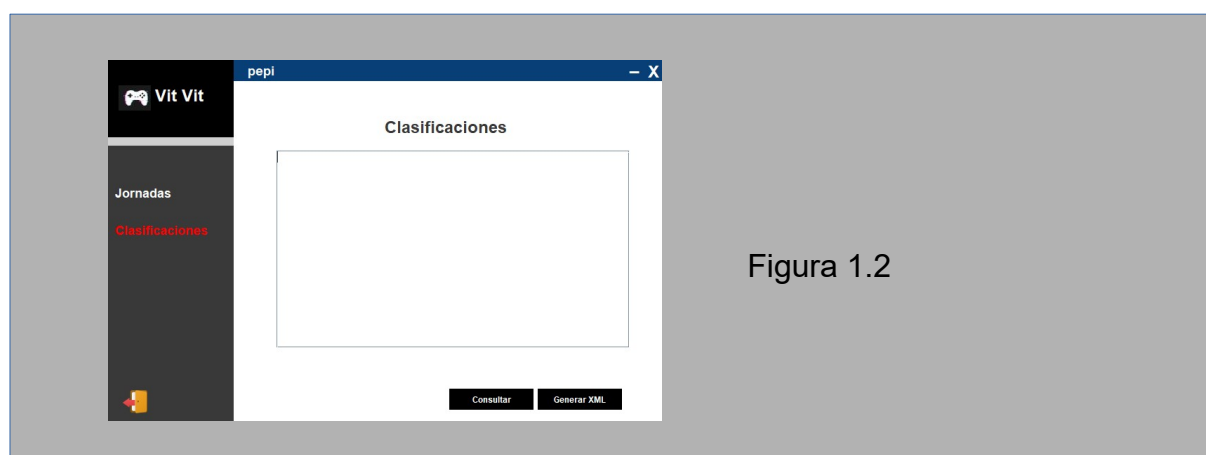 pepi – X
Vit Vit
Clasificaciones
Jornadas
Clasificaciones
Figura 1.2
Consultar Generar XML